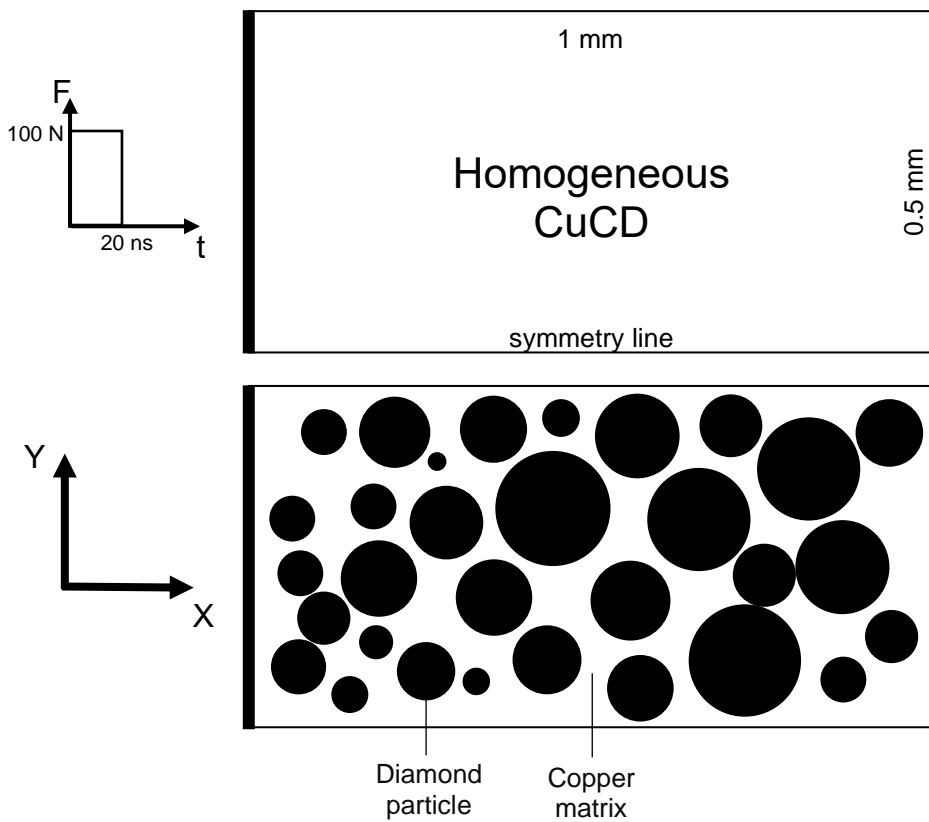 1 mm
F
100 N
20 ns
t
Homogeneous
CuCD
0.5 mm
symmetry line
Y
X
Diamond
particle
Copper
matrix